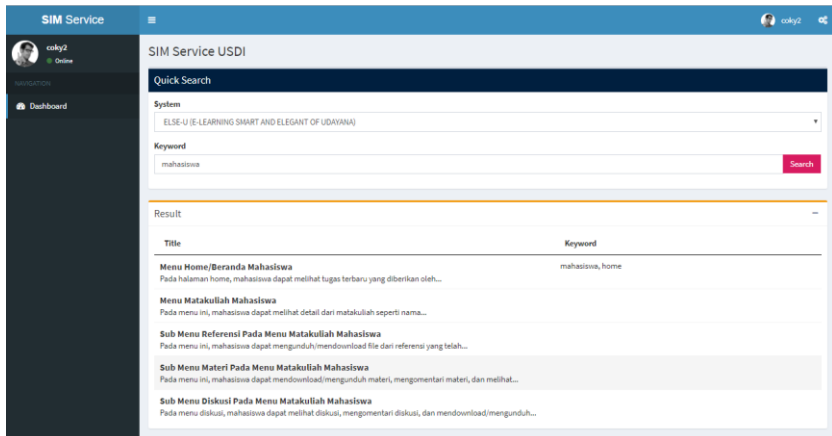 SIM Service
coky2
coky2
Online
NAVIGATION
Dashboard
SIM Service USDI
Quick Search
System
ELSE-U (E-LEARNING SMART AND ELEGANT OF UDAYANA)
Keyword
mahasiswa
Search
Result
Title Keyword
Menu Home/Beranda Mahasiswa mahasiswa, home
Pada halaman home, mahasiswa dapat melihat tugas terbaru yang diberikan oleh...
Menu Matakuliah Mahasiswa
Pada menu ini, mahasiswa dapat melihat detail dari matakuliah seperti nama...
Sub Menu Referensi Pada Menu Matakuliah Mahasiswa
Pada menu ini, mahasiswa dapat mengunduh/mendownload file dari referensi yang telah...
Sub Menu Materi Pada Menu Matakuliah Mahasiswa
Pada menu ini, mahasiswa dapat mendownload/mengunduh materi, mengomentari materi, dan melihat...
Sub Menu Diskusi Pada Menu Matakuliah Mahasiswa
Pada menu diskusi, mahasiswa dapat melihat diskusi, mengomentari diskusi, dan mendownload/mengunduh...